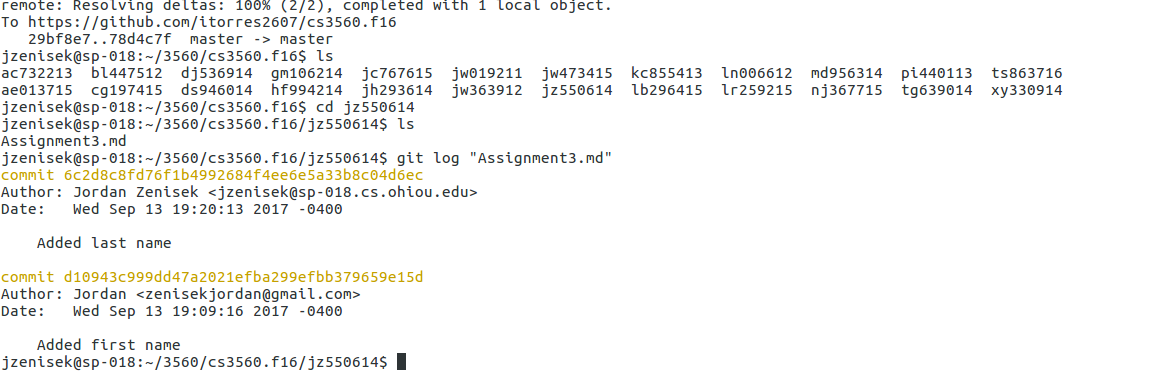 remote: Resolving deltas: 100% (2/2), completed with 1 local object.
To https://github.com/itorres2607/cs3560.f16
   29bf8e7..78d4c7f  master -> master
jzenisek@sp-018:~/3560/cs3560.f16$ ls
ac732213  bl447512  dj536914  gm106214  jc767615  jw019211  jw473415  kc855413  ln006612  md956314  pi440113  ts863716
ae013715  cg197415  ds946014  hf994214  jh293614  jw363912  jz550614  lb296415  lr259215  nj367715  tg639014  xy330914
jzenisek@sp-018:~/3560/cs3560.f16$ cd jz550614
jzenisek@sp-018:~/3560/cs3560.f16/jz550614$ ls
Assignment3.md
jzenisek@sp-018:~/3560/cs3560.f16/jz550614$ git log "Assignment3.md"
commit 6c2d8c8fd76f1b4992684f4ee6e5a33b8c04d6ec
Author: Jordan Zenisek <jzenisek@sp-018.cs.ohiou.edu>
Date:   Wed Sep 13 19:20:13 2017 -0400

    Added last name

commit d10943c999dd47a2021efba299efbb379659e15d
Author: Jordan <zenisekjordan@gmail.com>
Date:   Wed Sep 13 19:09:16 2017 -0400

    Added first name
jzenisek@sp-018:~/3560/cs3560.f16/jz550614$